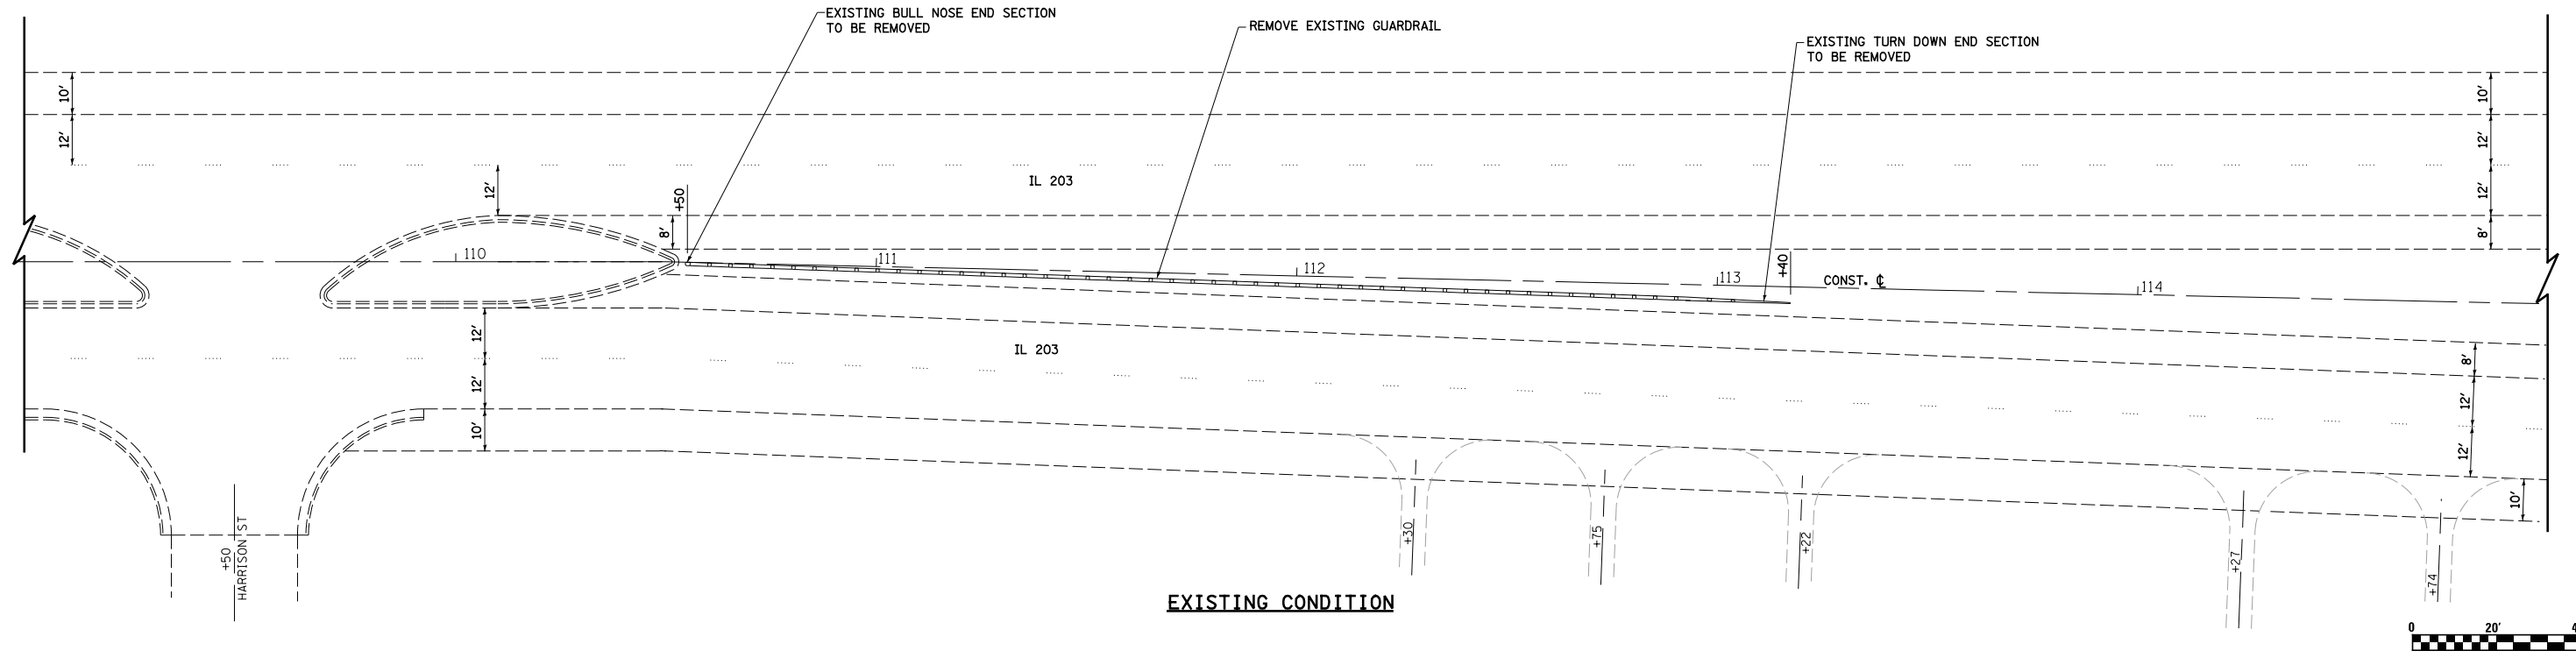 EXISTING BULL NOSE END SECTION
TO BE REMOVED
REMOVE EXISTING GUARDRAIL
EXISTING TURN DOWN END SECTION
TO BE REMOVED
10'
10'
12'
12'
12'
12'
IL 203
+50
8'
8'
110
111
112
113
+40
CONST. ℄
114
12'
IL 203
8'
12'
12'
12'
10'
10'
+30
+75
+22
+27
+74
+50
HARRISON ST
EXISTING CONDITION
0 20'